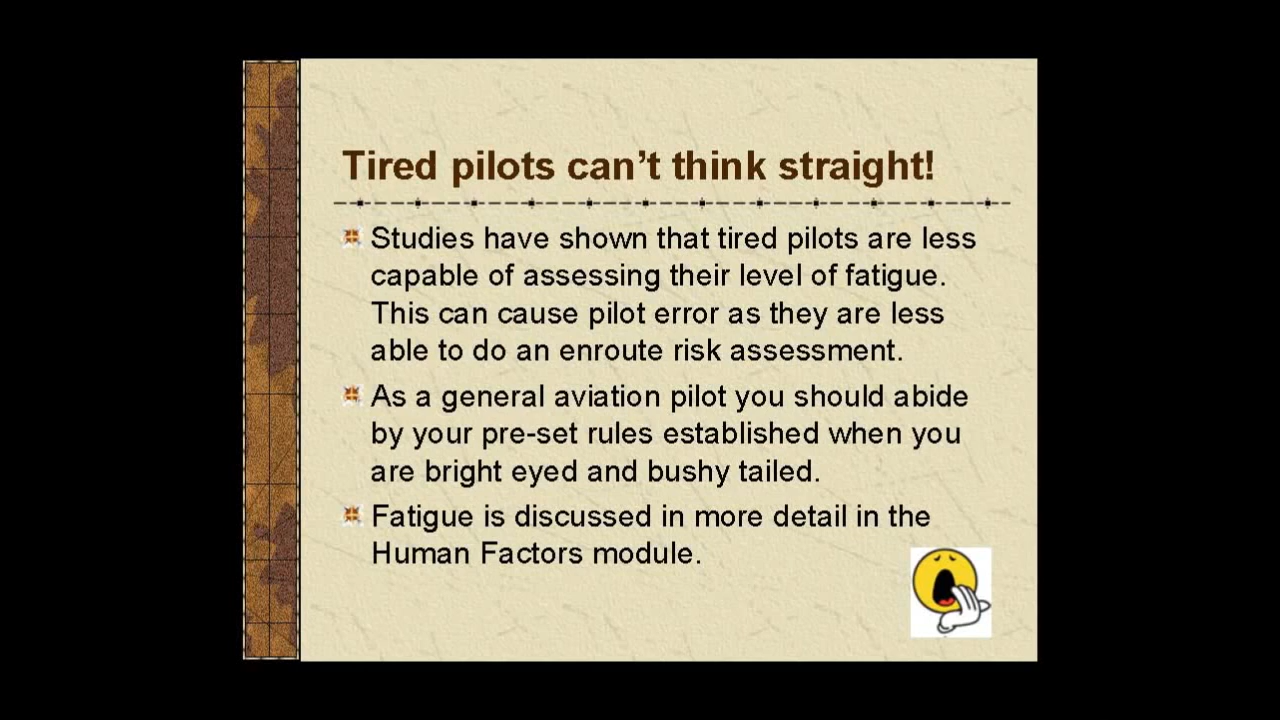 Tired pilots can’t think straight!
Studies have shown that tired pilots are less
capable of assessing their level of fatigue.
This can cause pilot error as they are less
able to do an enroute risk assessment.
As a general aviation pilot you should abide
by your pre-set rules established when you
are bright eyed and bushy tailed.
Fatigue is discussed in more detail in the
Human Factors module.